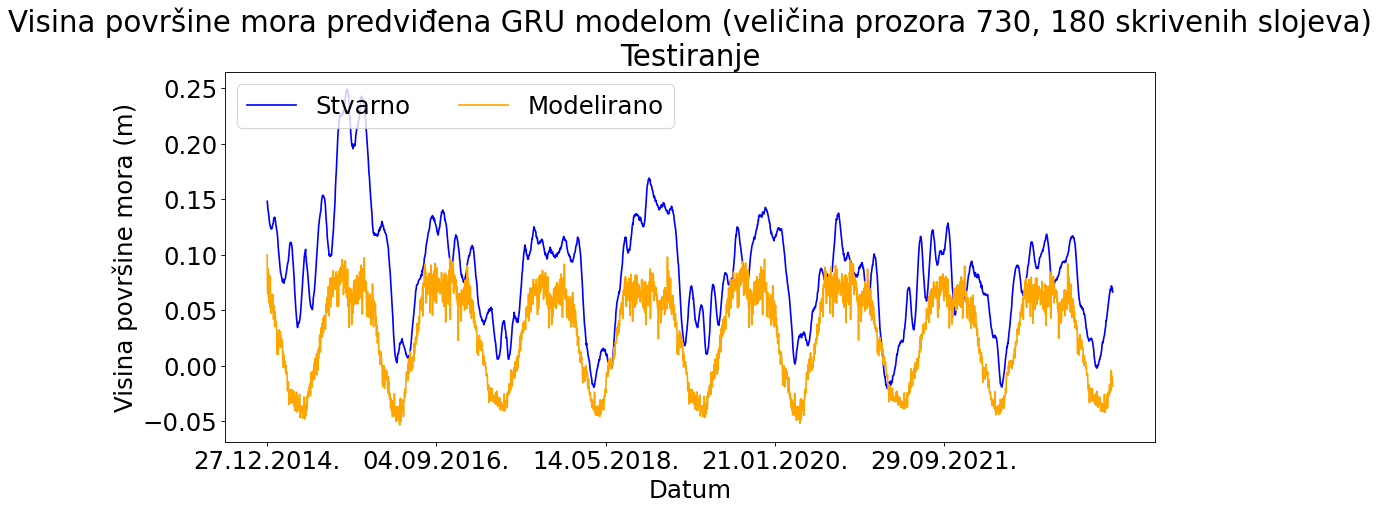 Visina površine mora predviđena GRU modelom (veličina prozora 730, 180 skrivenih slojeva)
Testiranje
Stvarno
Modelirano
Visina površine mora (m)
0.25
0.20
0.15
0.10
0.05
0.00
−0.05
27.12.2014.
04.09.2016.
14.05.2018.
21.01.2020.
29.09.2021.
Datum